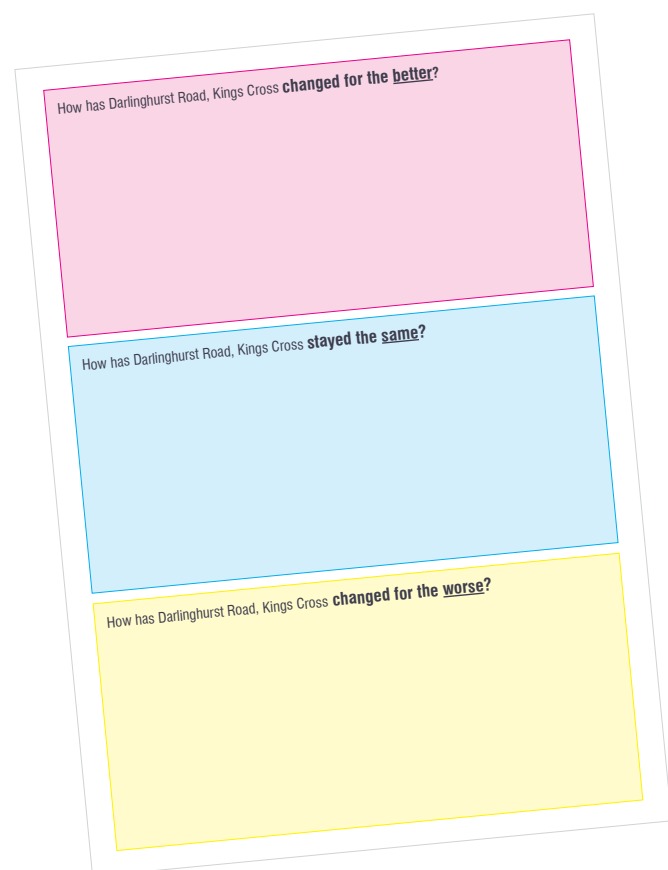 How has Darlinghurst Road, Kings Cross changed for the better?
How has Darlinghurst Road, Kings Cross stayed the same?
How has Darlinghurst Road, Kings Cross changed for the worse?